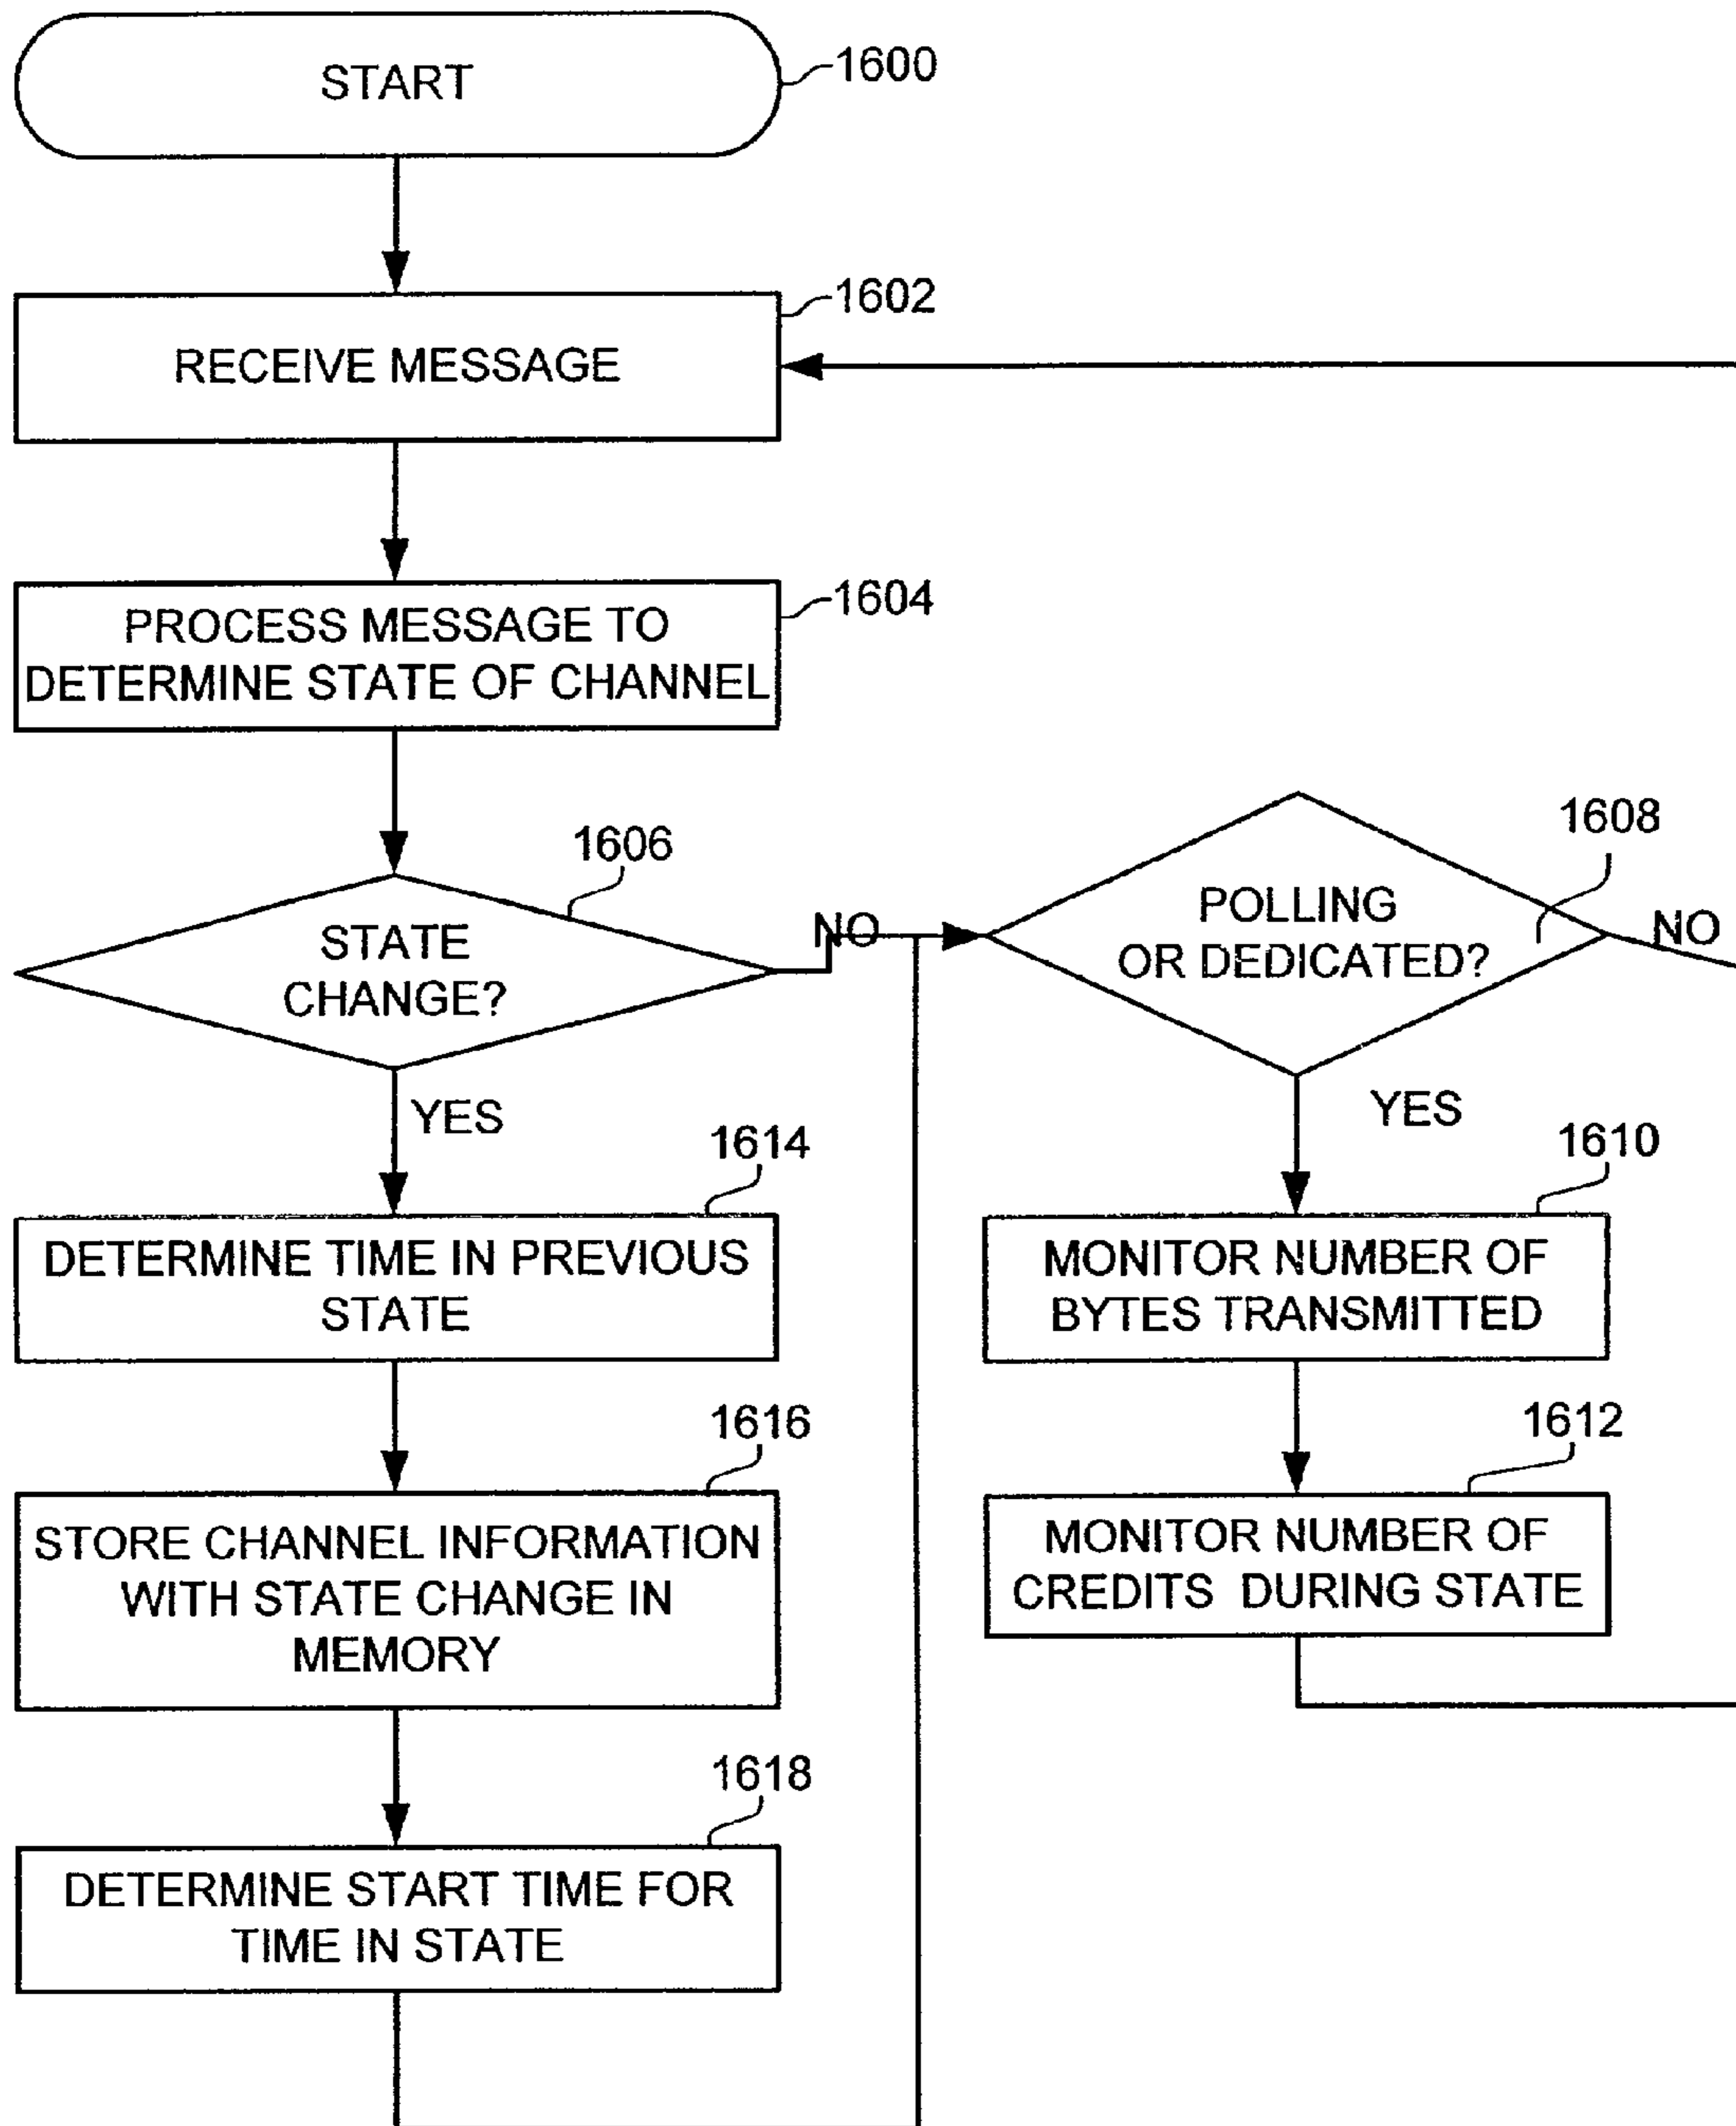 START
1600
1602
RECEIVE MESSAGE
1604
PROCESS MESSAGE TO
DETERMINE STATE OF CHANNEL
1606
STATE
CHANGE?
NO
YES
1608
POLLING
OR DEDICATED?
NO
YES
1614
DETERMINE TIME IN PREVIOUS
STATE
1610
MONITOR NUMBER OF
BYTES TRANSMITTED
1616
STORE CHANNEL INFORMATION
WITH STATE CHANGE IN
MEMORY
1612
MONITOR NUMBER OF
CREDITS DURING STATE
1618
DETERMINE START TIME FOR
TIME IN STATE